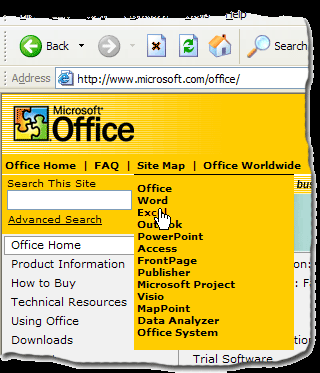 Help
Back
Search
Address http://www.microsoft.com/office/
Microsoft®
Office
Office Home | FAQ | Site Map | Office Worldwide
Search This Site
Advanced Search
Office Home
Product Information
How to Buy
Technical Resources
Using Office
Downloads
Office
Word
Excel
Outlook
PowerPoint
Access
FrontPage
Publisher
Microsoft Project
Visio
MapPoint
Data Analyzer
Office System
Trial Software